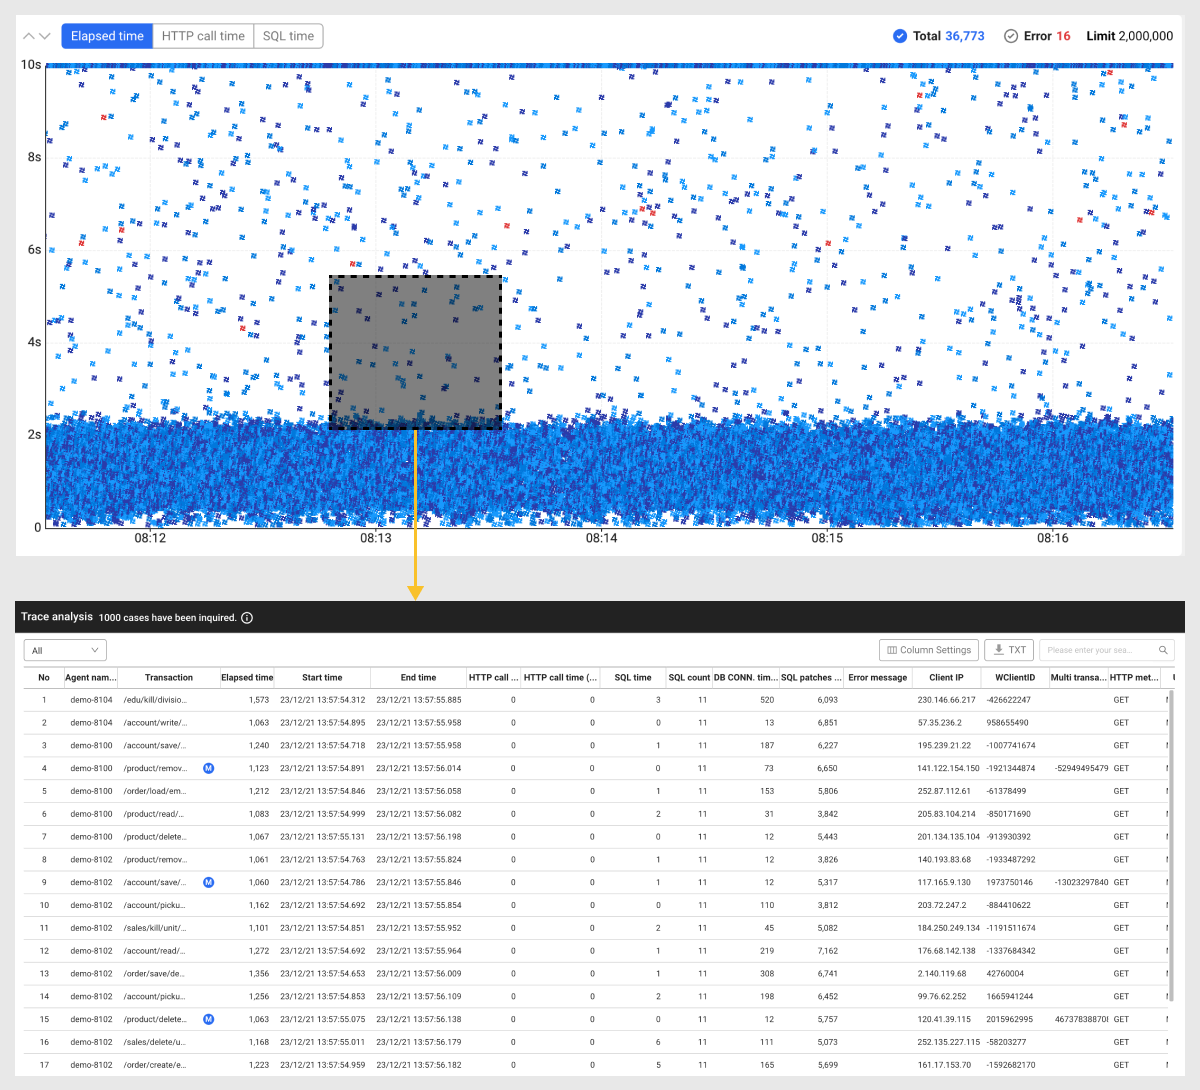 Elapsed time HTTP call time SQL time Total 36,773 Error 16 Limit 2,000,000
10s
8s
6s
4s
2s
0
08:12 08:13 08:14 08:15 08:16
Trace analysis 1000 cases have been inquired.
All Column Settings TXT Please enter your sea...
No Agent nam... Transaction Elapsed time Start time End time HTTP call ... HTTP call time (... SQL time SQL count DB CONN. tim... SQL patches ... Error message Client IP WClientID Multi transa... HTTP met...
1 demo-8104 /edu/kill/divisio... 1,573 23/12/21 13:57:54.312 23/12/21 13:57:55.885 0 0 3 11 520 6,093 230.146.66.217 -426622247 GET
2 demo-8104 /account/write/... 1,063 23/12/21 13:57:54.895 23/12/21 13:57:55.958 0 0 0 11 13 6,851 57.35.236.2 958655490 GET
3 demo-8100 /account/save/... 1,240 23/12/21 13:57:54.718 23/12/21 13:57:55.958 0 0 1 11 187 6,227 195.239.21.22 -1007741674 GET
4 demo-8100 /product/remov... M 1,123 23/12/21 13:57:54.891 23/12/21 13:57:56.014 0 0 0 11 73 6,650 141.122.154.150 -1921344874 -52949495479 GET
5 demo-8100 /order/load/em... 1,212 23/12/21 13:57:54.846 23/12/21 13:57:56.058 0 0 1 11 153 5,806 252.87.112.61 -61378499 GET
6 demo-8100 /product/read/... 1,083 23/12/21 13:57:54.999 23/12/21 13:57:56.082 0 0 2 11 31 3,842 205.83.104.214 -850171690 GET
7 demo-8100 /product/delete... 1,067 23/12/21 13:57:55.131 23/12/21 13:57:56.198 0 0 0 11 12 5,443 201.134.135.104 -913930392 GET
8 demo-8102 /product/remov... 1,061 23/12/21 13:57:54.763 23/12/21 13:57:55.824 0 0 1 11 12 3,826 140.193.83.68 -1933487292 GET
9 demo-8102 /account/save/... M 1,060 23/12/21 13:57:54.786 23/12/21 13:57:55.846 0 0 1 11 12 5,317 117.165.9.130 1973750146 -13023297840 GET
10 demo-8102 /account/picku... 1,162 23/12/21 13:57:54.692 23/12/21 13:57:55.854 0 0 0 11 110 3,812 203.72.247.2 -884410622 GET
11 demo-8102 /sales/kill/unit/... 1,101 23/12/21 13:57:54.851 23/12/21 13:57:55.952 0 0 2 11 45 5,082 184.250.249.134 -1191511674 GET
12 demo-8102 /account/read/... 1,272 23/12/21 13:57:54.692 23/12/21 13:57:55.964 0 0 1 11 219 7,162 176.68.142.138 -1337684342 GET
13 demo-8102 /order/save/de... 1,356 23/12/21 13:57:54.653 23/12/21 13:57:56.009 0 0 1 11 308 6,741 2.140.119.68 42760004 GET
14 demo-8102 /account/picku... 1,256 23/12/21 13:57:54.853 23/12/21 13:57:56.109 0 0 2 11 198 6,452 99.76.62.252 1665941244 GET
15 demo-8102 /product/delete... M 1,063 23/12/21 13:57:55.075 23/12/21 13:57:56.138 0 0 0 11 12 5,757 120.41.39.115 2015962995 46737838870 GET
16 demo-8102 /sales/delete/u... 1,168 23/12/21 13:57:55.011 23/12/21 13:57:56.179 0 0 6 11 111 5,073 252.135.227.115 -58203277 GET
17 demo-8102 /order/create/e... 1,223 23/12/21 13:57:54.959 23/12/21 13:57:56.182 0 0 5 11 165 5,699 161.17.153.70 -1592682170 GET